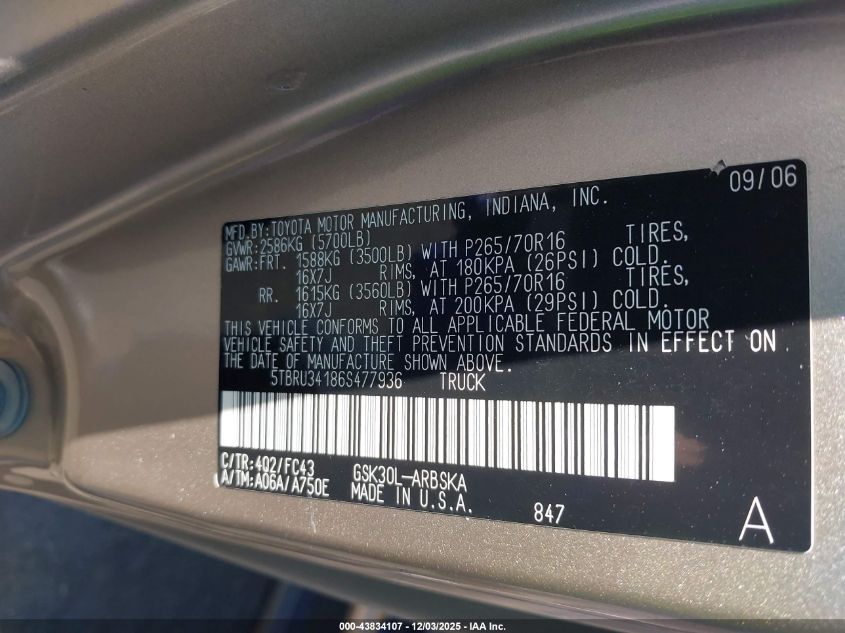 09/06
MFD.BY:TOYOTA MOTOR MANUFACTURING, INDIANA, INC.
GVWR:2586KG (5700LB)
GAWR:FRT. 1588KG (3500LB) WITH P265/70R16 TIRES,
16X7J RIMS, AT 180KPA (26PSI) COLD.
RR. 1615KG (3560LB) WITH P265/70R16 TIRES,
16X7J RIMS, AT 200KPA (29PSI) COLD.
THIS VEHICLE CONFORMS TO ALL APPLICABLE FEDERAL MOTOR
VEHICLE SAFETY AND THEFT PREVENTION STANDARDS IN EFFECT ON
THE DATE OF MANUFACTURE SHOWN ABOVE.
5TBRU34186S477936 TRUCK
C/TR:4Q2/FC43 GSK30L-ARBSKA
A/TM:A06A/A750E MADE IN U.S.A.
847
A
000-43834107 - 12/03/2025 - IAA Inc.